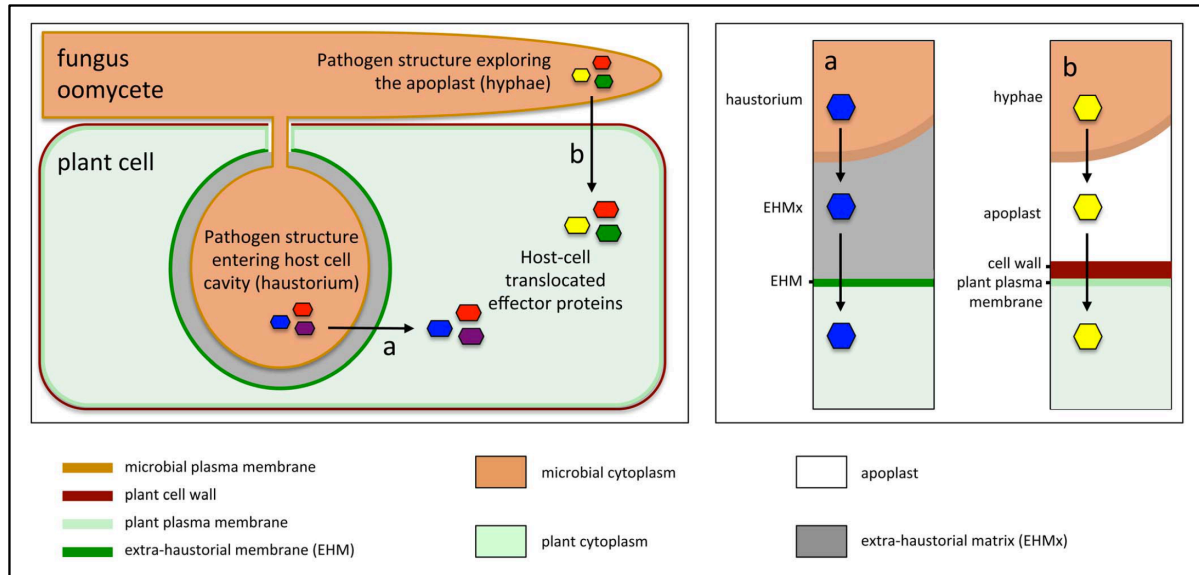 fungus
oomycete
Pathogen structure exploring
the apoplast (hyphae)
plant cell
b
Pathogen structure
entering host cell
cavity (haustorium)
Host-cell
translocated
effector proteins
a
a
haustorium
EHMx
EHM
b
hyphae
apoplast
cell wall
plant plasma
membrane
microbial plasma membrane
plant cell wall
plant plasma membrane
extra-haustorial membrane (EHM)
microbial cytoplasm
plant cytoplasm
apoplast
extra-haustorial matrix (EHMx)